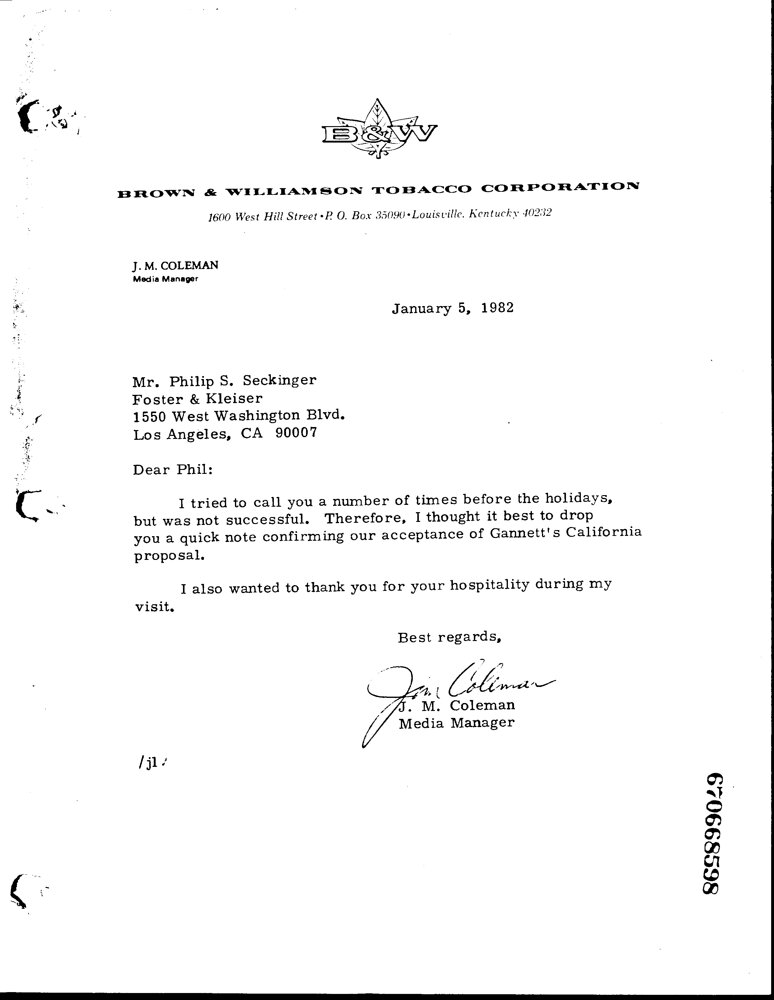 B&W
BROWN & WILLIAMSON TOBACCO CORPORATION
1600 West Hill Street • P. O. Box 35090 • Louisville, Kentucky 40232
J. M. COLEMAN
Media Manager
January 5, 1982
Mr. Philip S. Seckinger
Foster & Kleiser
1550 West Washington Blvd.
Los Angeles, CA 90007
Dear Phil:
I tried to call you a number of times before the holidays,
but was not successful. Therefore, I thought it best to drop
you a quick note confirming our acceptance of Gannett's California
proposal.
I also wanted to thank you for your hospitality during my
visit.
Best regards,
Jim Coleman
J. M. Coleman
Media Manager
/jl
670668598